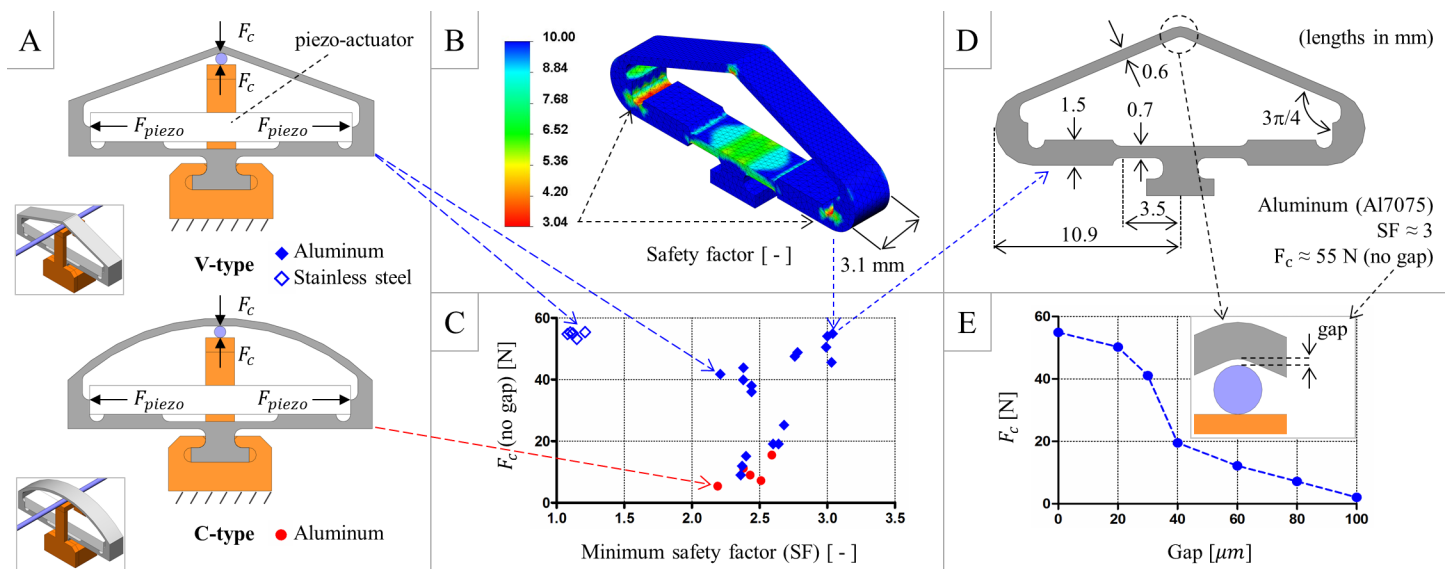 A
F_c
F_c
piezo-actuator
F_piezo
F_piezo
V-type
Aluminum
Stainless steel
F_c
F_c
F_piezo
F_piezo
C-type
Aluminum
B
10.00
8.84
7.68
6.52
5.36
4.20
3.04
Safety factor [ - ]
3.1 mm
C
F_c (no gap) [N]
60
40
20
0
1.0
1.5
2.0
2.5
3.0
3.5
Minimum safety factor (SF) [ - ]
D
(lengths in mm)
0.6
1.5
0.7
3π/4
3.5
10.9
Aluminum (Al7075)
SF ≈ 3
F_c ≈ 55 N (no gap)
E
gap
F_c [N]
60
40
20
0
0
20
40
60
80
100
Gap [μm]